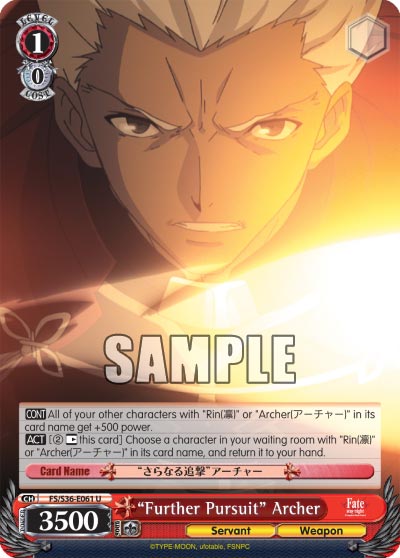 LEVEL
1
0
COST
SAMPLE
CONT All of your other characters with "Rin(凛)" or "Archer(アーチャー)" in its
card name get +500 power.
ACT [② this card] Choose a character in your waiting room with "Rin(凛)"
or "Archer(アーチャー)" in its card name, and return it to your hand.
Card Name "さらなる追撃"アーチャー
CH FS/S36-E061 U
POWER 3500 SOUL "Further Pursuit" Archer Fate
stay night
Servant Weapon
©TYPE-MOON, ufotable, FSNPC